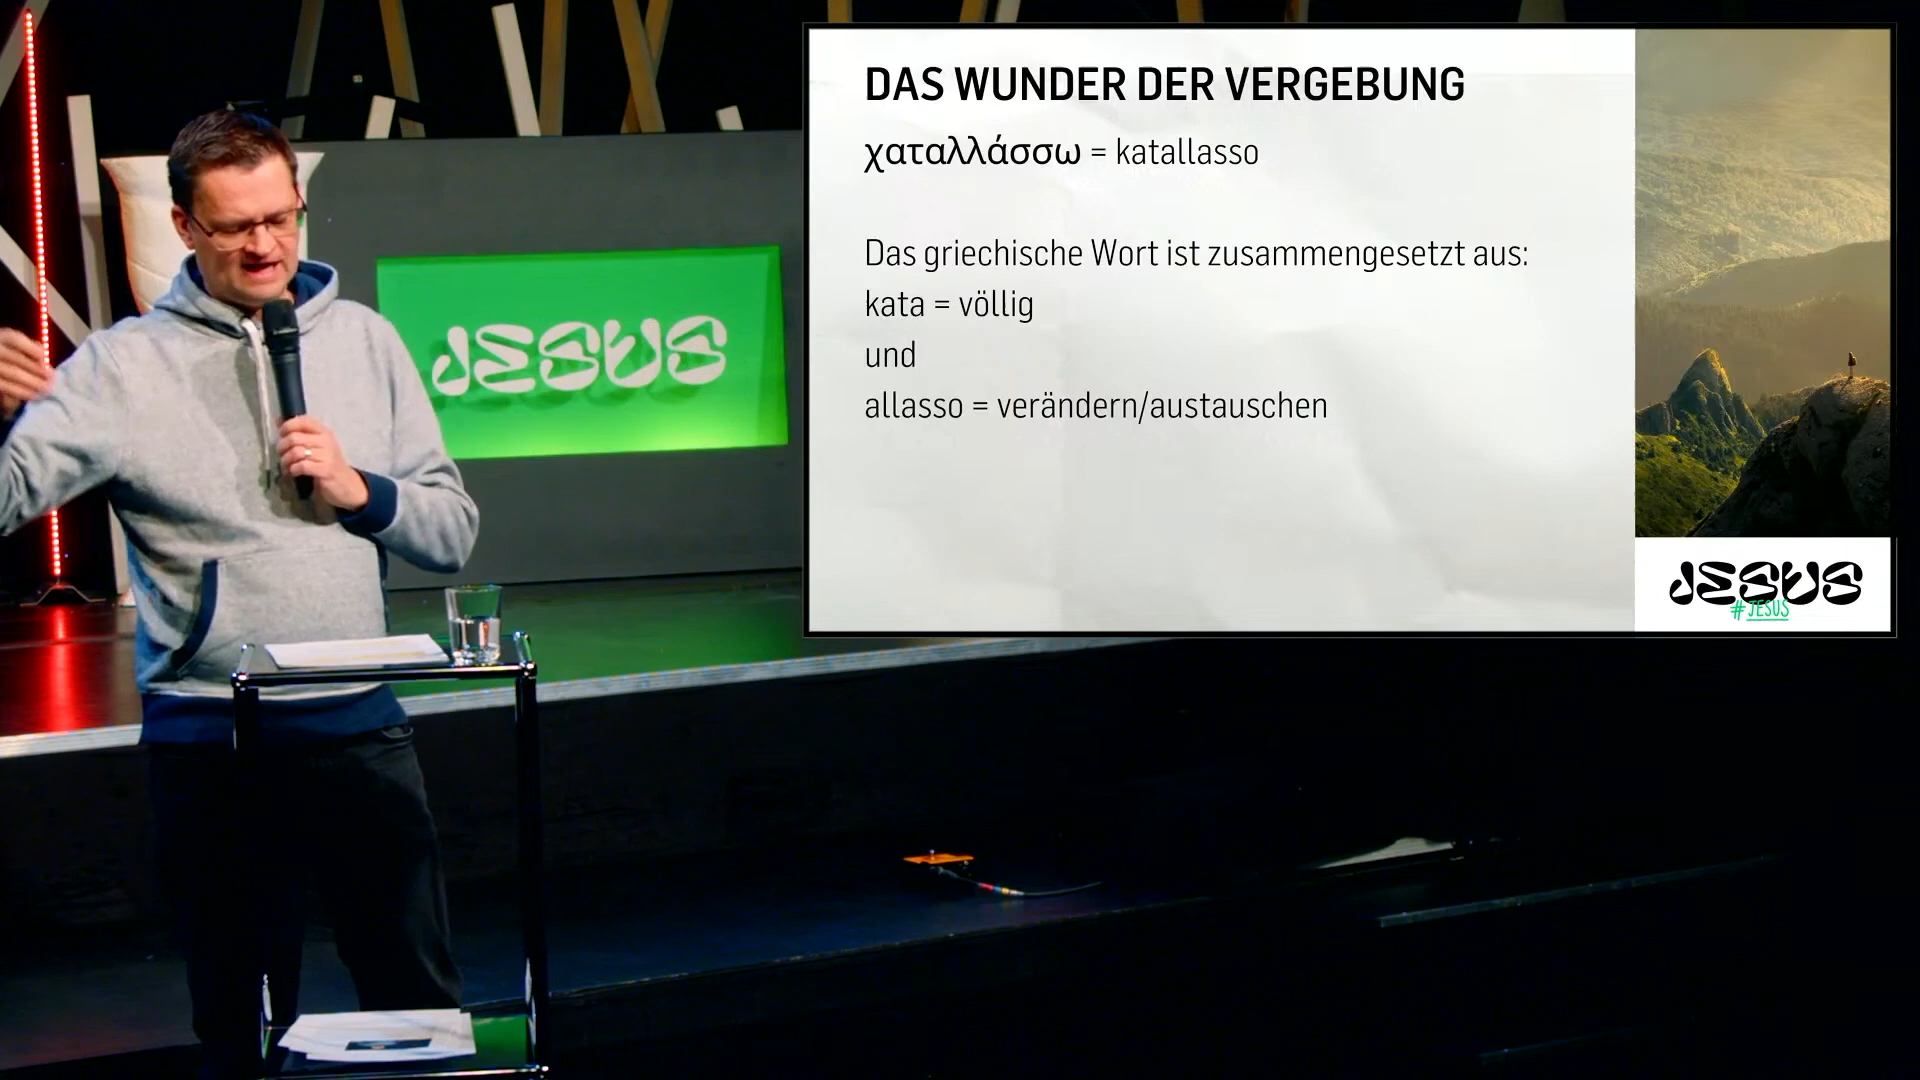 DAS WUNDER DER VERGEBUNG
χαταλλάσσω = katallasso
Das griechische Wort ist zusammengesetzt aus:
kata = völlig
und
allasso = verändern/austauschen
JESUS
JESUS
#JESUS